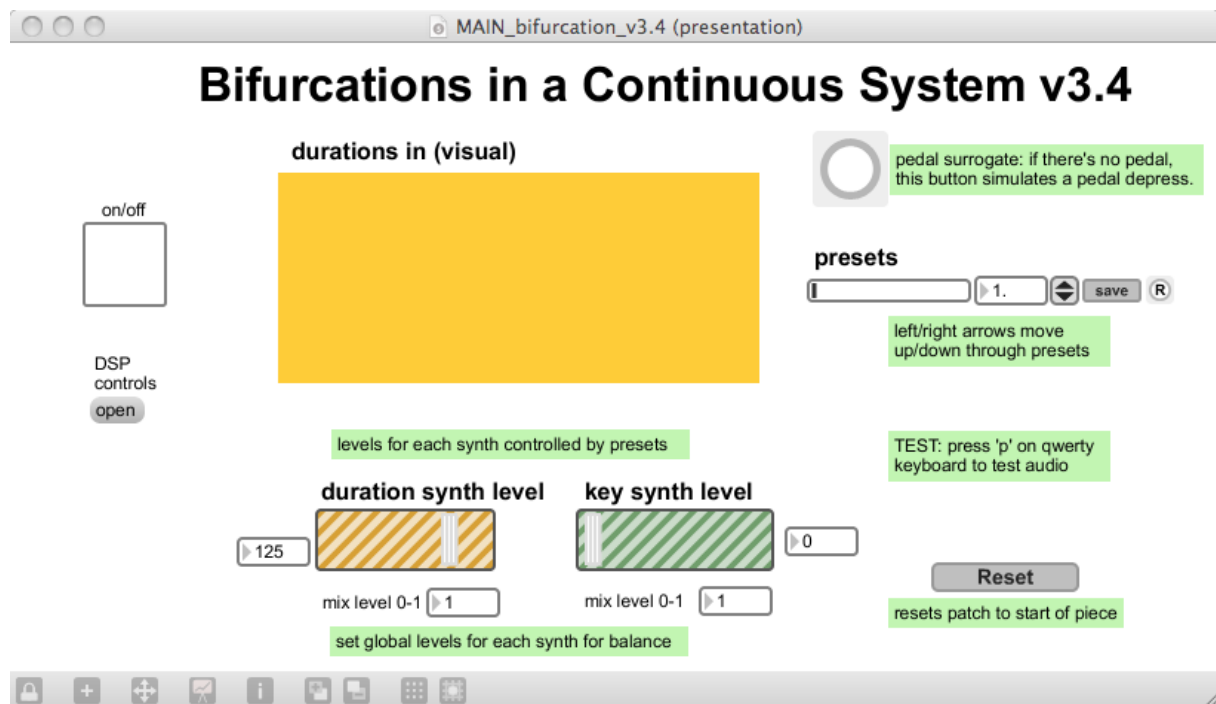 MAIN_bifurcation_v3.4 (presentation)
Bifurcations in a Continuous System v3.4
durations in (visual)
pedal surrogate: if there's no pedal,
this button simulates a pedal depress.
on/off
presets
1.
save
R
left/right arrows move
up/down through presets
DSP
controls
open
levels for each synth controlled by presets
TEST: press 'p' on qwerty
keyboard to test audio
duration synth level
key synth level
125
0
mix level 0-1
1
mix level 0-1
1
Reset
resets patch to start of piece
set global levels for each synth for balance